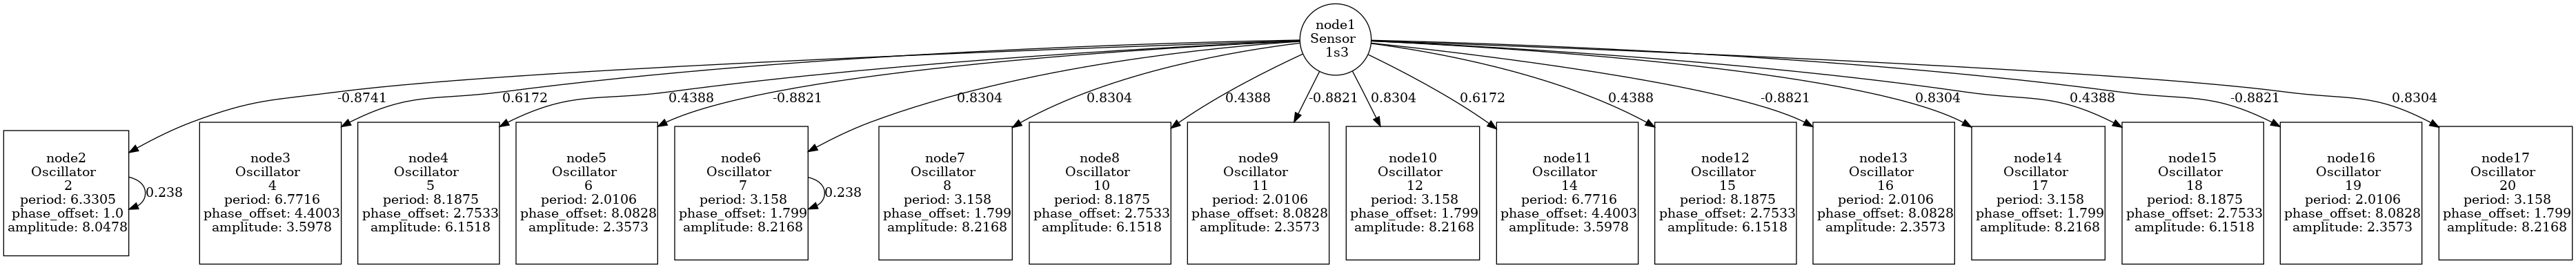 node1
Sensor
1s3
-0.8741
0.6172
0.4388
-0.8821
0.8304
0.8304
0.4388
-0.8821
0.8304
0.6172
0.4388
-0.8821
0.8304
0.4388
-0.8821
0.8304
node2
Oscillator
2
period: 6.3305
phase_offset: 1.0
amplitude: 8.0478
0.238
node3
Oscillator
4
period: 6.7716
phase_offset: 4.4003
amplitude: 3.5978
node4
Oscillator
5
period: 8.1875
phase_offset: 2.7533
amplitude: 6.1518
node5
Oscillator
6
period: 2.0106
phase_offset: 8.0828
amplitude: 2.3573
node6
Oscillator
7
period: 3.158
phase_offset: 1.799
amplitude: 8.2168
0.238
node7
Oscillator
8
period: 3.158
phase_offset: 1.799
amplitude: 8.2168
node8
Oscillator
10
period: 8.1875
phase_offset: 2.7533
amplitude: 6.1518
node9
Oscillator
11
period: 2.0106
phase_offset: 8.0828
amplitude: 2.3573
node10
Oscillator
12
period: 3.158
phase_offset: 1.799
amplitude: 8.2168
node11
Oscillator
14
period: 6.7716
phase_offset: 4.4003
amplitude: 3.5978
node12
Oscillator
15
period: 8.1875
phase_offset: 2.7533
amplitude: 6.1518
node13
Oscillator
16
period: 2.0106
phase_offset: 8.0828
amplitude: 2.3573
node14
Oscillator
17
period: 3.158
phase_offset: 1.799
amplitude: 8.2168
node15
Oscillator
18
period: 8.1875
phase_offset: 2.7533
amplitude: 6.1518
node16
Oscillator
19
period: 2.0106
phase_offset: 8.0828
amplitude: 2.3573
node17
Oscillator
20
period: 3.158
phase_offset: 1.799
amplitude: 8.2168